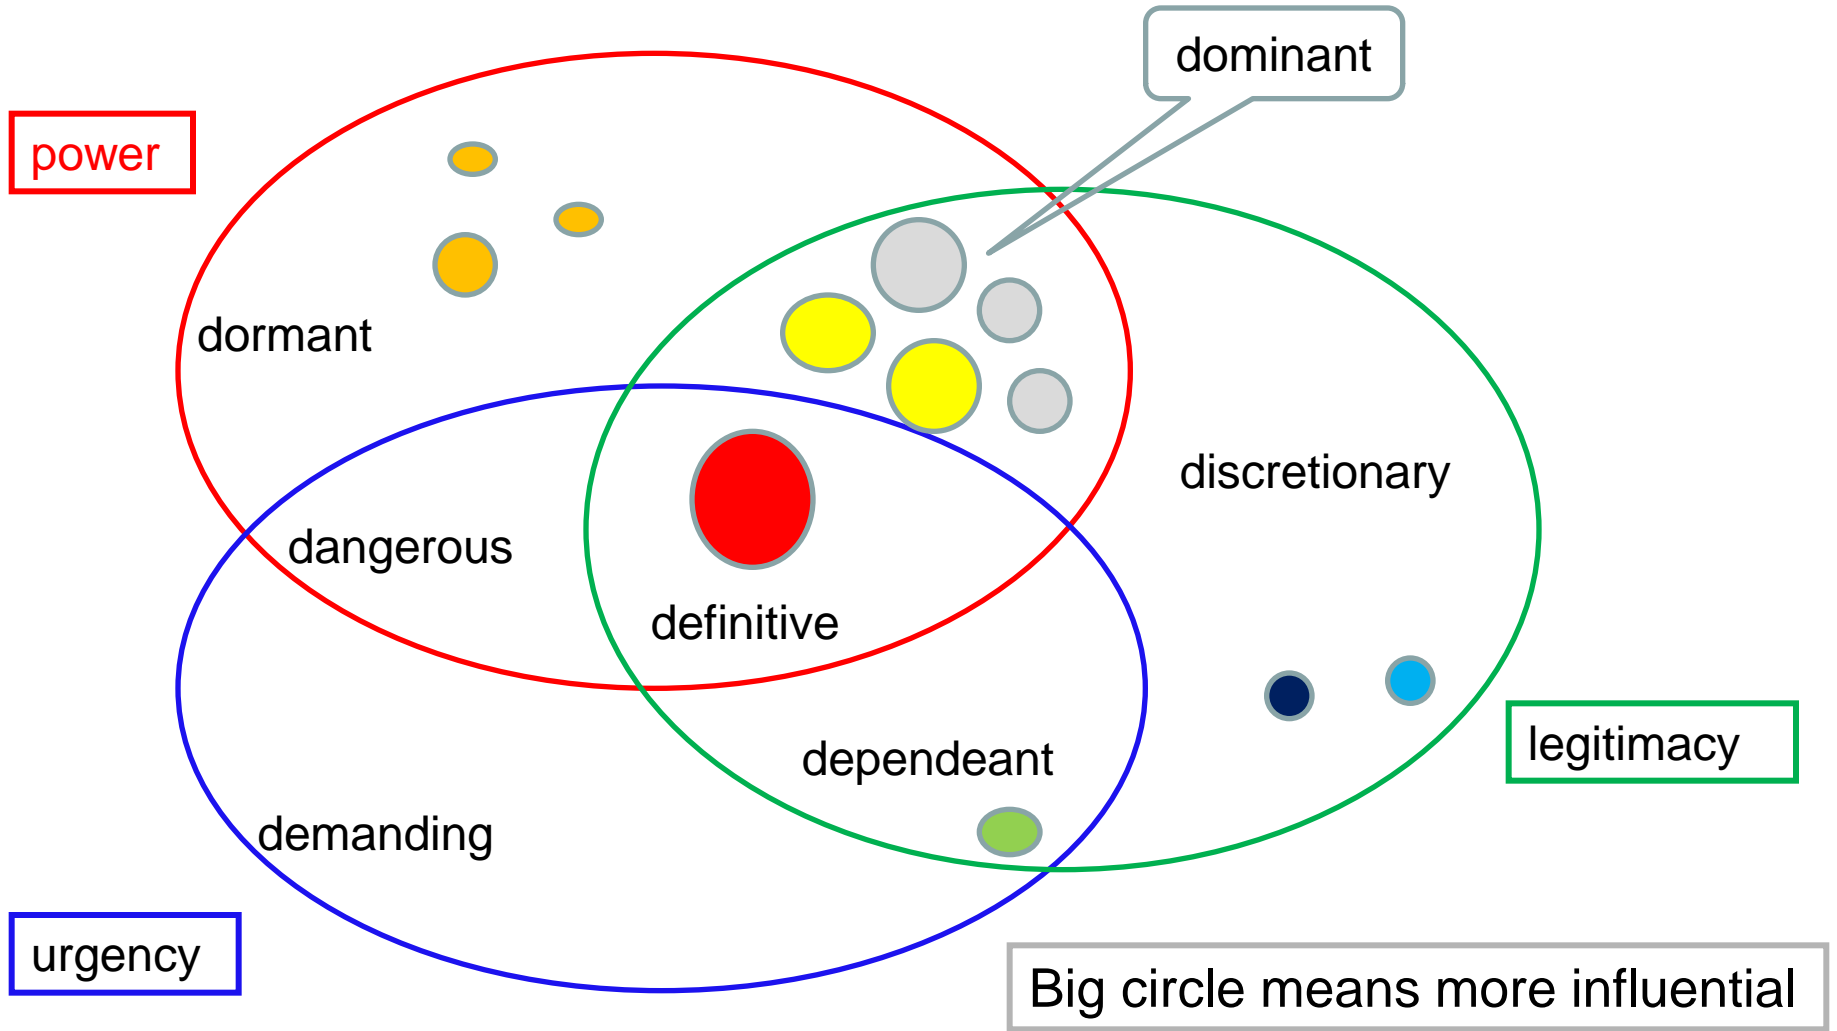 dominant
power
dormant
discretionary
dangerous
definitive
legitimacy
dependeant
demanding
urgency
Big circle means more influential